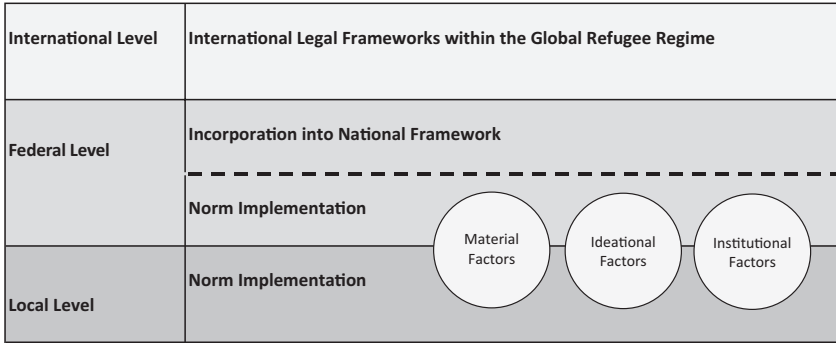 International Level
International Legal Frameworks within the Global Refugee Regime
Federal Level
Incorporation into National Framework
Norm Implementation
Material
Factors
Ideational
Factors
Institutional
Factors
Local Level
Norm Implementation